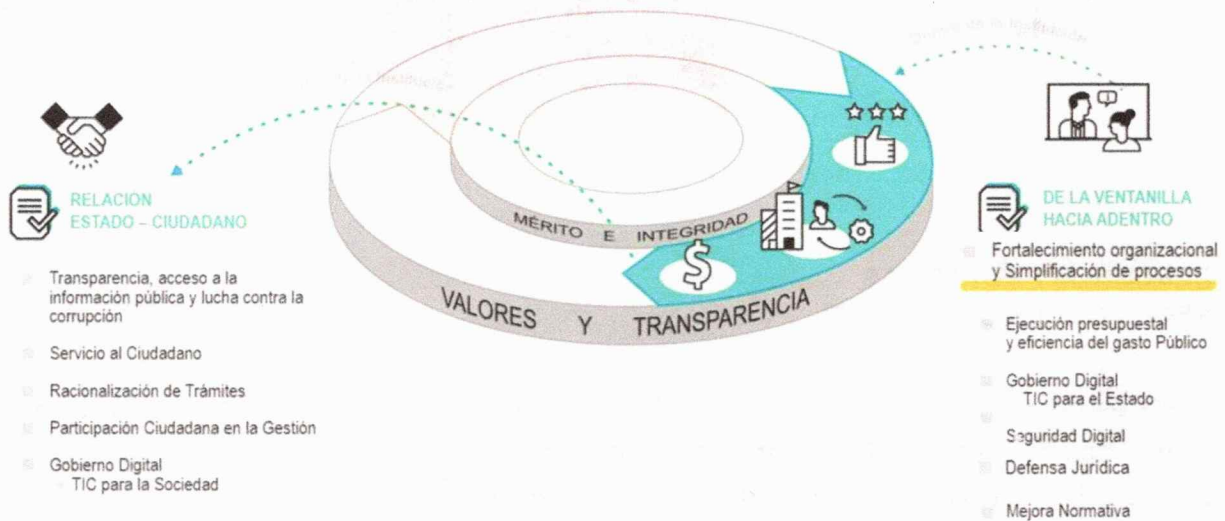 RELACION
ESTADO – CIUDADANO
Transparencia, acceso a la
información pública y lucha contra la
corrupción
Servicio al Ciudadano
Racionalización de Trámites
Participación Ciudadana en la Gestión
Gobierno Digital
TIC para la Sociedad
MÉRITO E INTEGRIDAD
$
VALORES Y TRANSPARENCIA
DE LA VENTANILLA
HACIA ADENTRO
Fortalecimiento organizacional
y Simplificación de procesos
Ejecución presupuestal
y eficiencia del gasto Público
Gobierno Digital
TIC para el Estado
Seguridad Digital
Defensa Jurídica
Mejora Normativa